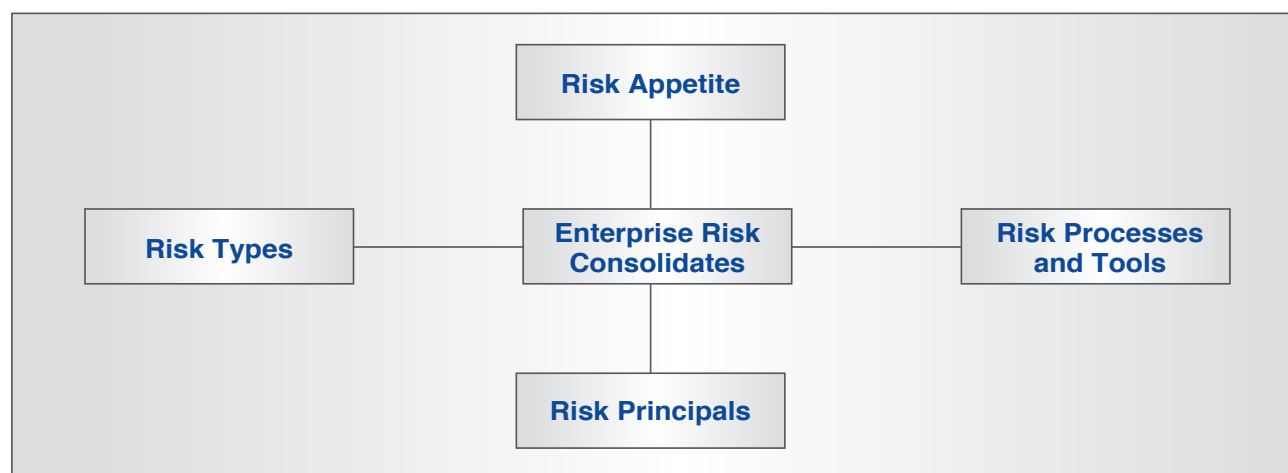 Risk Appetite
Risk Types
Enterprise Risk
Consolidates
Risk Processes
and Tools
Risk Principals